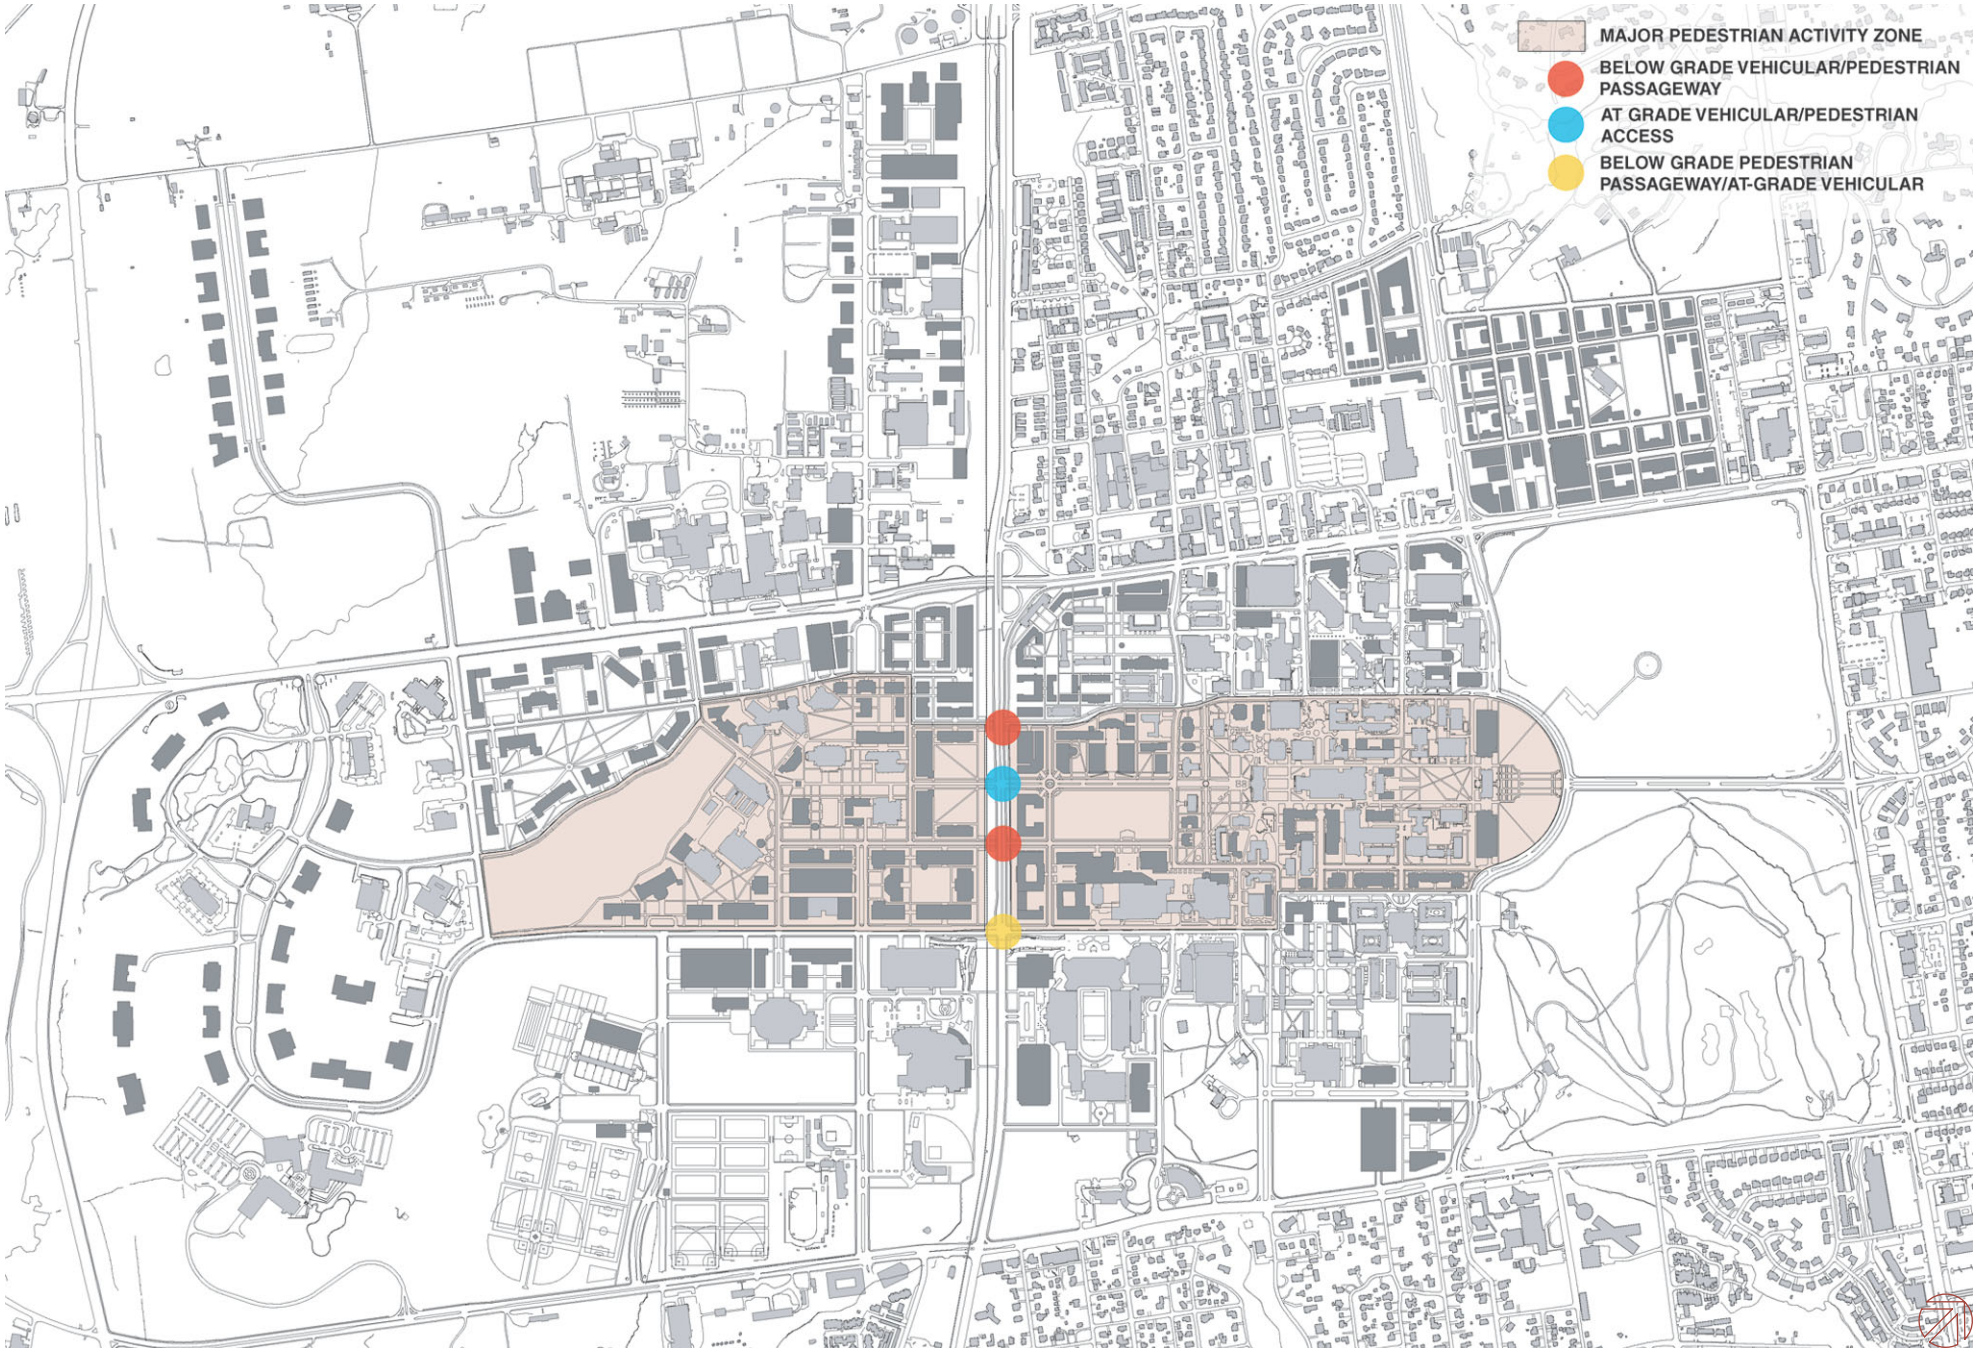 MAJOR PEDESTRIAN ACTIVITY ZONE
BELOW GRADE VEHICULAR/PEDESTRIAN
PASSAGEWAY
AT GRADE VEHICULAR/PEDESTRIAN
ACCESS
BELOW GRADE PEDESTRIAN
PASSAGEWAY/AT-GRADE VEHICULAR